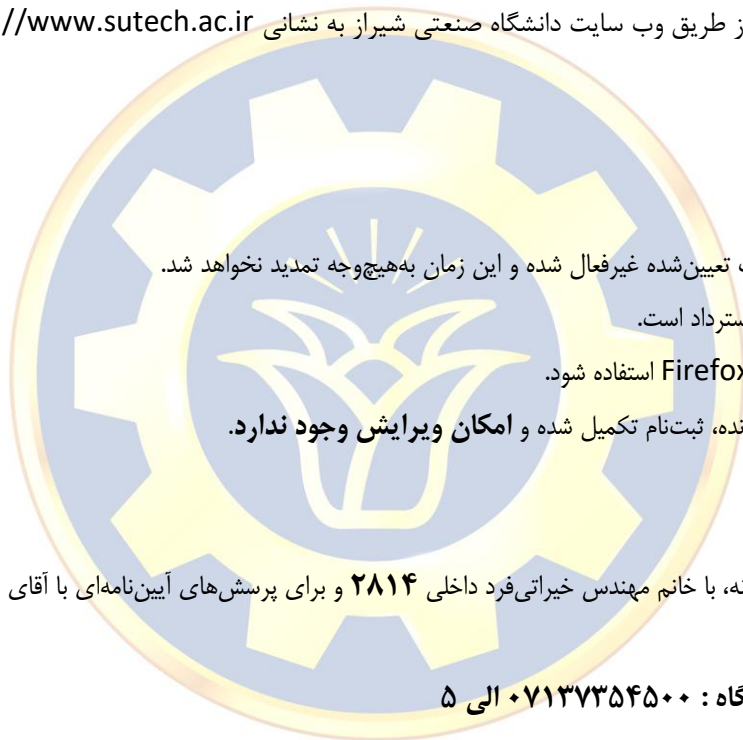 ز طریق وب سایت دانشگاه صنعتی شیراز به نشانی //www.sutech.ac.ir
تعیین‌شده غیرفعال شده و این زمان به‌هیچ‌وجه تمدید نخواهد شد.
سترداد است.
Firefox استفاده شود.
نده، ثبت‌نام تکمیل شده و امکان ویرایش وجود ندارد.
نه، با خانم مهندس خیراتی‌فرد داخلی ۲۸۱۴ و برای پرسش‌های آیین‌نامه‌ای با آقای
گاه : ۰۷۱۳۷۳۵۴۵۰۰ الی ۵